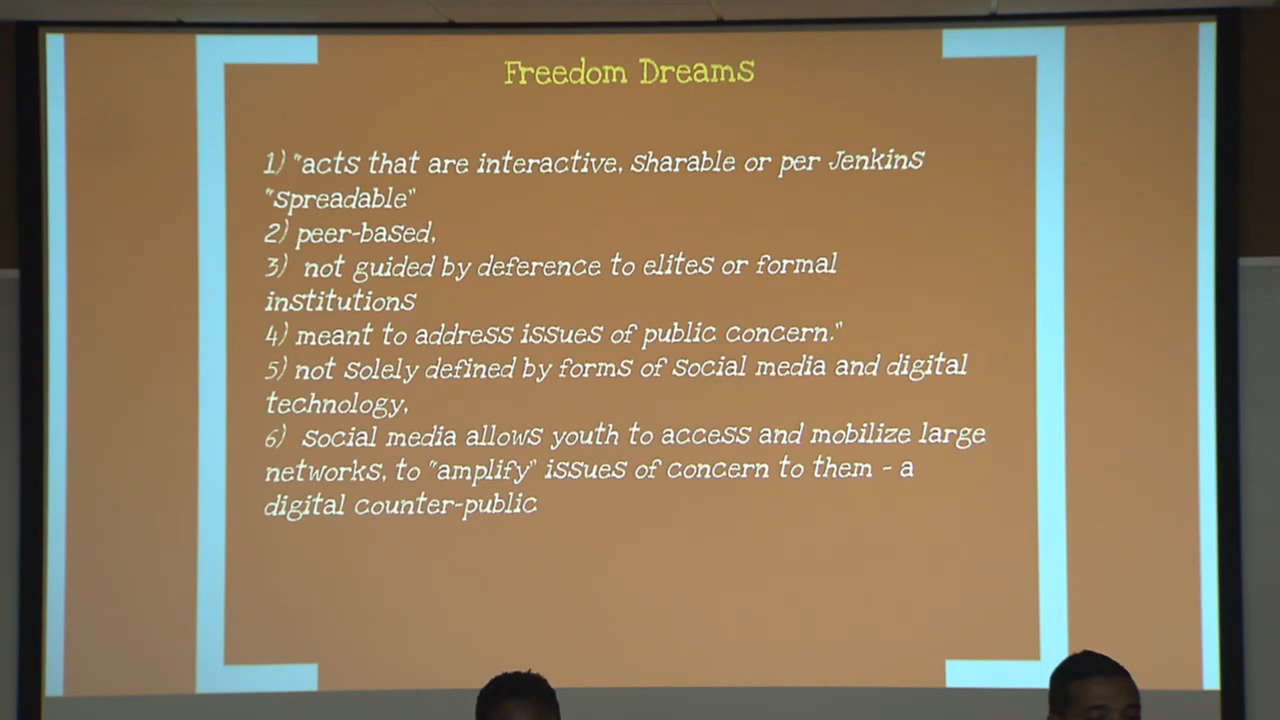 Freedom Dreams
1) "acts that are interactive, sharable or per Jenkins
"spreadable"
2) peer-based,
3) not guided by deference to elites or formal
institutions
4) meant to address issues of public concern."
5) not solely defined by forms of social media and digital
technology,
6) social media allows youth to access and mobilize large
networks, to "amplify" issues of concern to them - a
digital counter-public